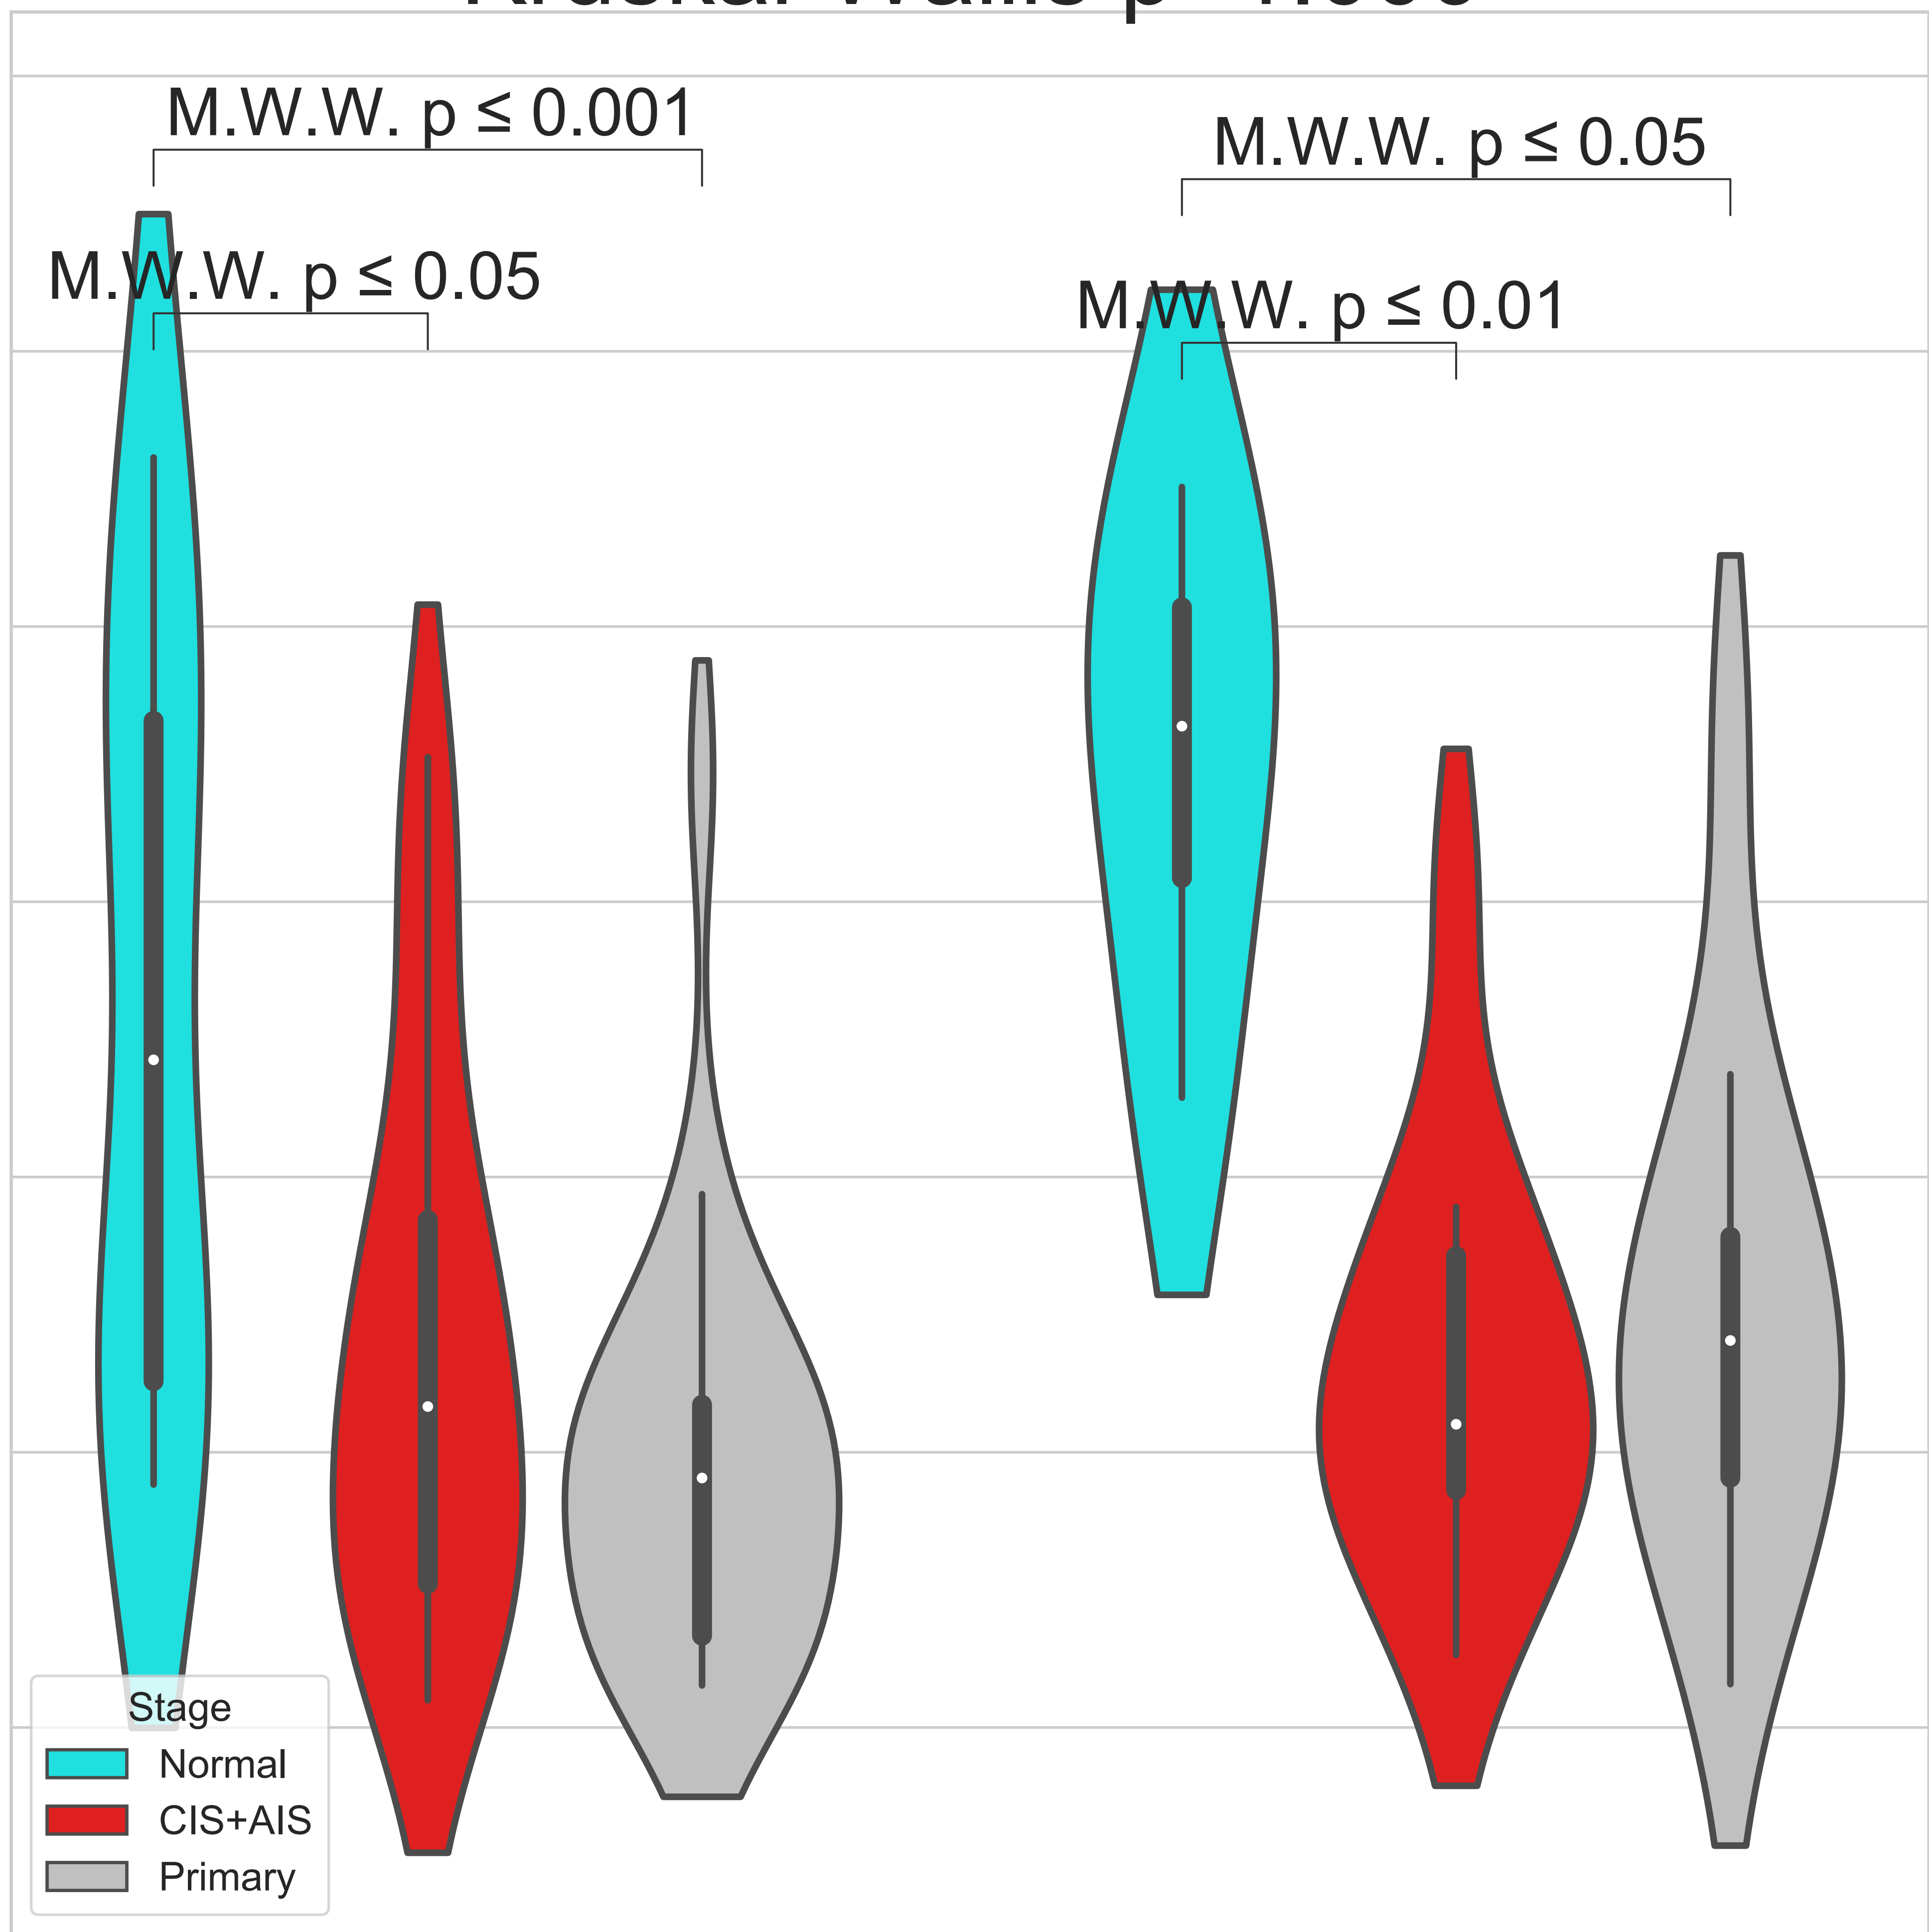 M.W.W. p ≤ 0.001
M.W.W. p ≤ 0.05
M.W.W. p ≤ 0.05
M.W.W. p ≤ 0.01
Stage
Normal
CIS+AIS
Primary